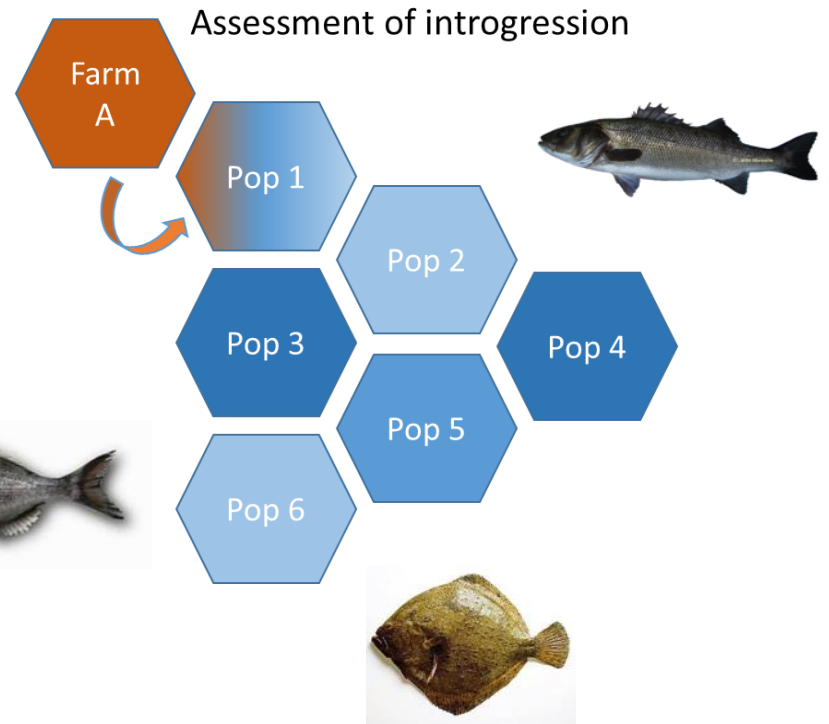 Assessment of introgression
Farm
A
Pop 1
Pop 2
Pop 3
Pop 4
Pop 5
Pop 6